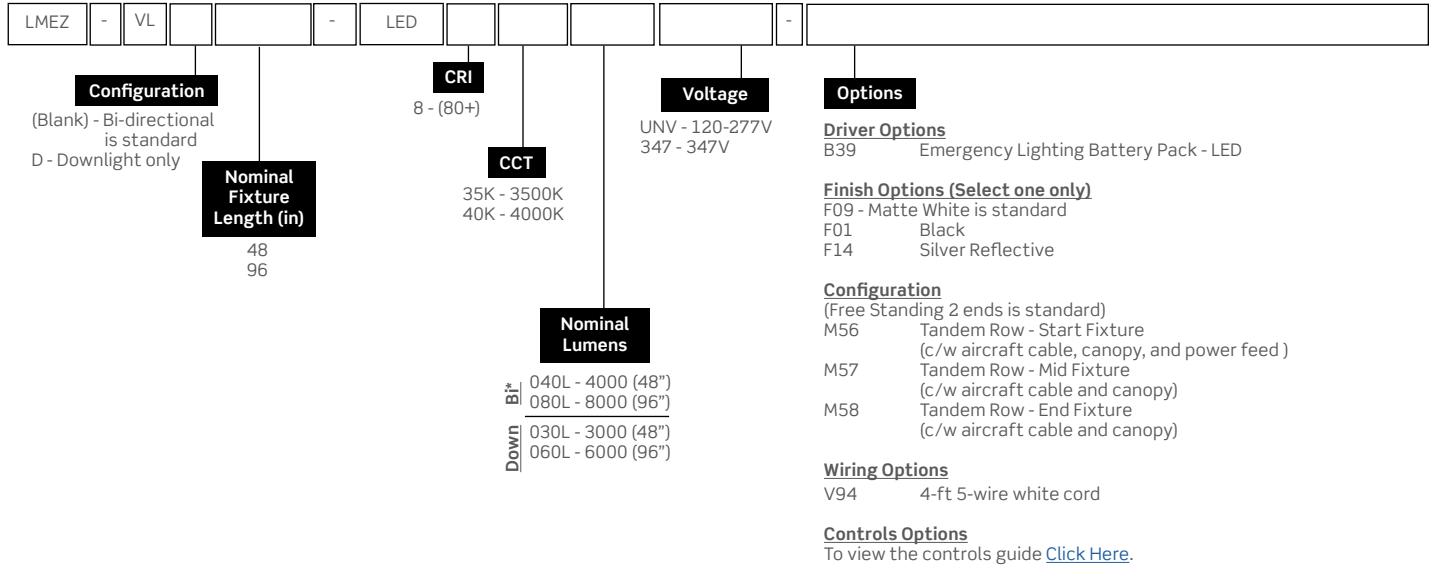 LMEZ - VL - LED -
Configuration
(Blank) - Bi-directional
is standard
D - Downlight only
Nominal
Fixture
Length (in)
48
96
CRI
8 - (80+)
CCT
35K - 3500K
40K - 4000K
Nominal
Lumens
Bi*
040L - 4000 (48”)
080L - 8000 (96”)
Down
030L - 3000 (48”)
060L - 6000 (96”)
Voltage
UNV - 120-277V
347 - 347V
Options
Driver Options
B39 Emergency Lighting Battery Pack - LED
Finish Options (Select one only)
F09 - Matte White is standard
F01 Black
F14 Silver Reflective
Configuration
(Free Standing 2 ends is standard)
M56 Tandem Row - Start Fixture
(c/w aircraft cable, canopy, and power feed )
M57 Tandem Row - Mid Fixture
(c/w aircraft cable and canopy)
M58 Tandem Row - End Fixture
(c/w aircraft cable and canopy)
Wiring Options
V94 4-ft 5-wire white cord
Controls Options
To view the controls guide Click Here.